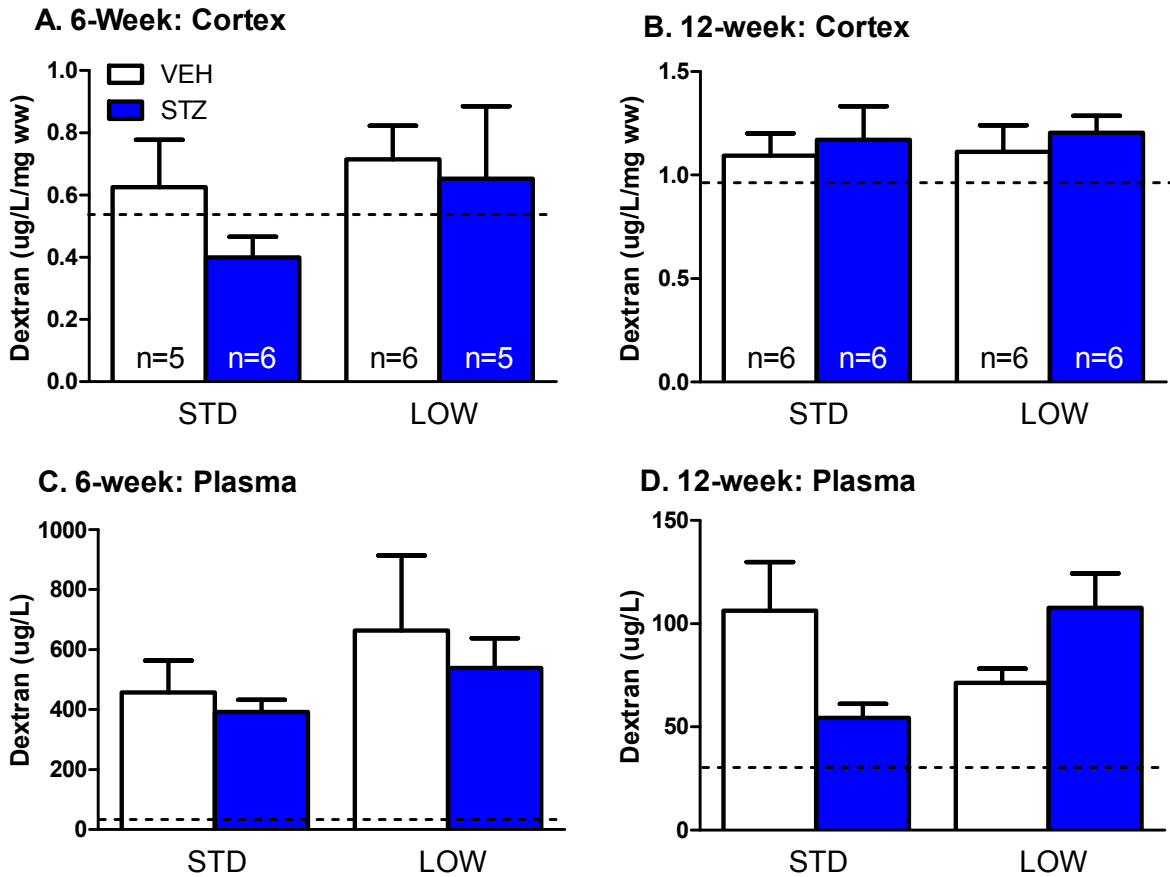 A. 6-Week: Cortex
Dextran (ug/L/mg ww)
1.0
0.8
0.6
0.4
0.2
0.0
VEH
STZ
n=5
n=6
n=6
n=5
STD
LOW
B. 12-week: Cortex
Dextran (ug/L/mg ww)
1.5
1.0
0.5
0.0
n=6
n=6
n=6
n=6
STD
LOW
C. 6-week: Plasma
Dextran (ug/L)
1000
800
600
400
200
0
STD
LOW
D. 12-week: Plasma
Dextran (ug/L)
150
100
50
0
STD
LOW